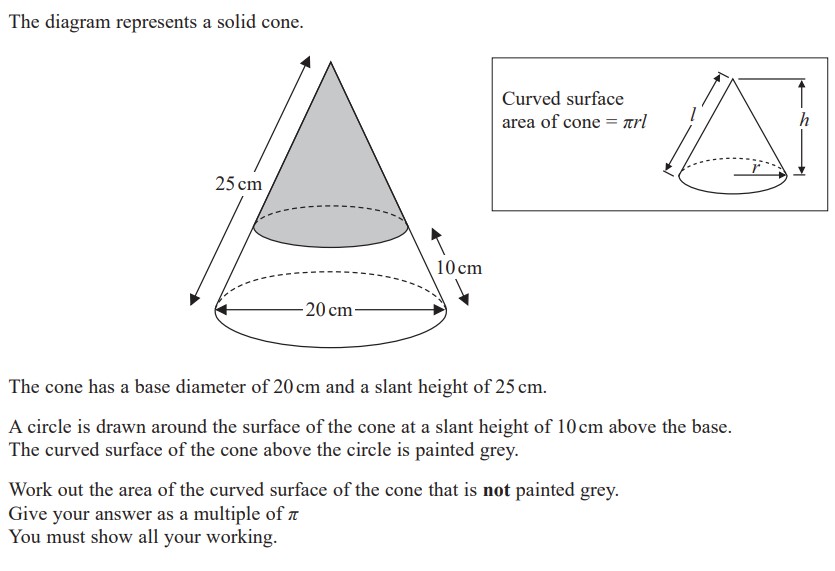 The diagram represents a solid cone.
25 cm
10 cm
20 cm
Curved surface
area of cone = πrl
l
h
r
The cone has a base diameter of 20 cm and a slant height of 25 cm.
A circle is drawn around the surface of the cone at a slant height of 10 cm above the base.
The curved surface of the cone above the circle is painted grey.
Work out the area of the curved surface of the cone that is not painted grey.
Give your answer as a multiple of π
You must show all your working.